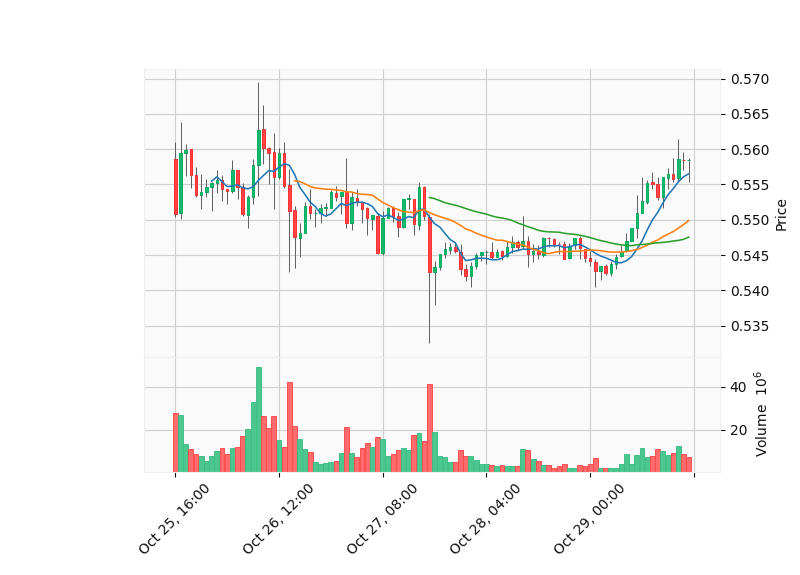 0.570
0.565
0.560
0.555
0.550
0.545
0.540
0.535
Price
40
20
Volume 10^6
Oct 25, 16:00
Oct 26, 12:00
Oct 27, 08:00
Oct 28, 04:00
Oct 29, 00:00